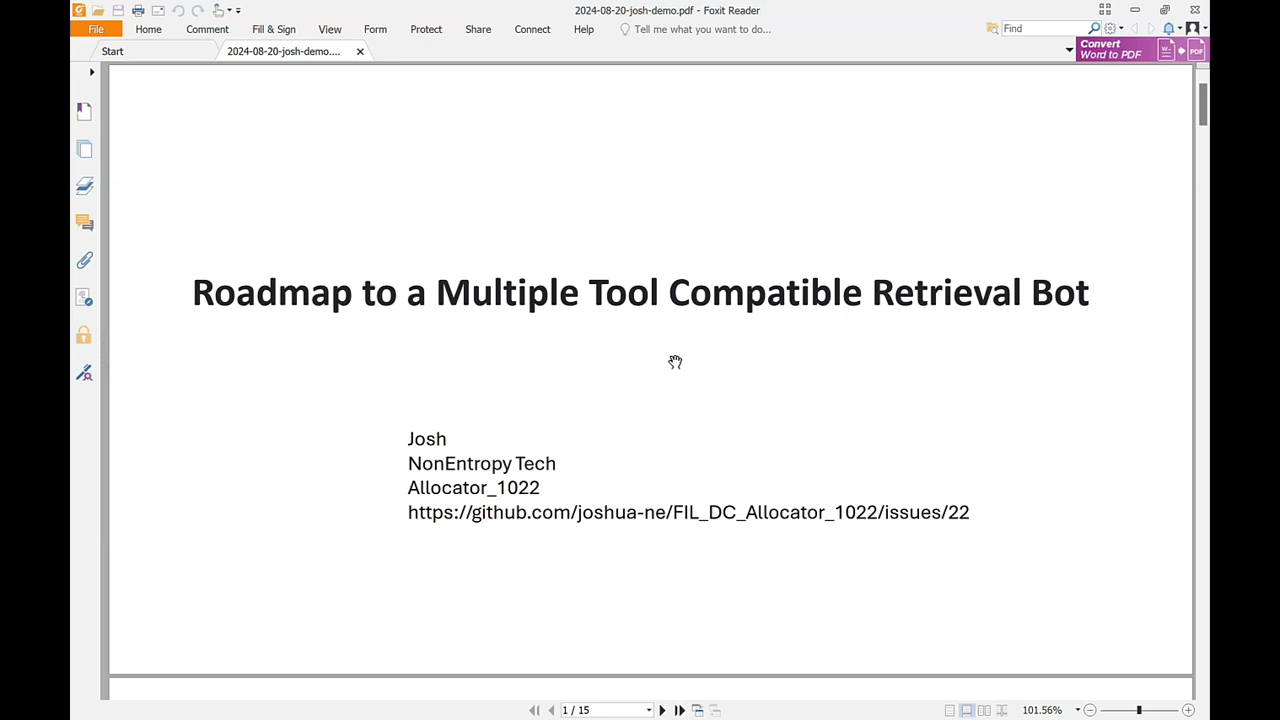 2024-08-20-josh-demo.pdf - Foxit Reader
File Home Comment Fill & Sign View Form Protect Share Connect Help Tell me what you want to do... Find
Start 2024-08-20-josh-demo....
Convert
Word to PDF
W PDF
Roadmap to a Multiple Tool Compatible Retrieval Bot
Josh
NonEntropy Tech
Allocator_1022
https://github.com/joshua-ne/FIL_DC_Allocator_1022/issues/22
1 / 15 101.56%